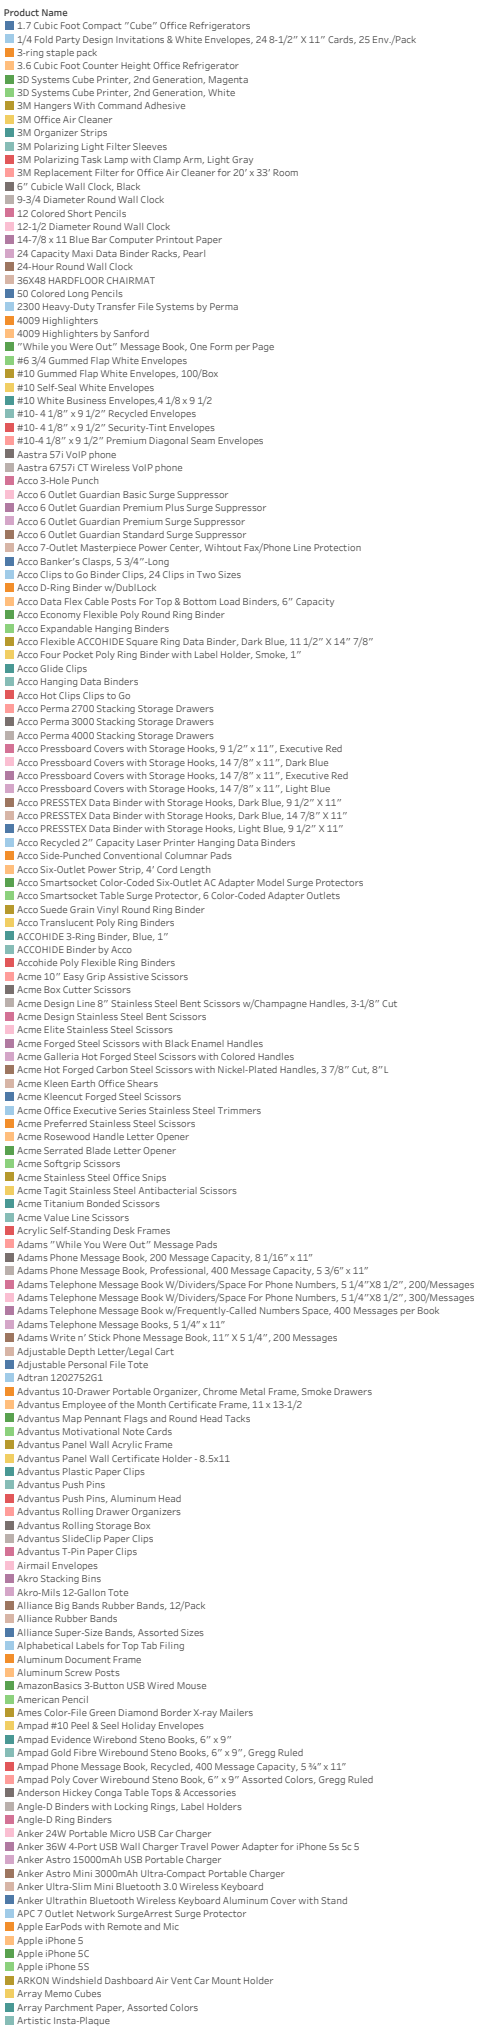 Product Name
1.7 Cubic Foot Compact "Cube" Office Refrigerators
1/4 Fold Party Design Invitations & White Envelopes, 24 8-1/2" X 11" Cards, 25 Env./Pack
3-ring staple pack
3.6 Cubic Foot Counter Height Office Refrigerator
3D Systems Cube Printer, 2nd Generation, Magenta
3D Systems Cube Printer, 2nd Generation, White
3M Hangers With Command Adhesive
3M Office Air Cleaner
3M Organizer Strips
3M Polarizing Light Filter Sleeves
3M Polarizing Task Lamp with Clamp Arm, Light Gray
3M Replacement Filter for Office Air Cleaner for 20' x 33' Room
6" Cubicle Wall Clock, Black
9-3/4 Diameter Round Wall Clock
12 Colored Short Pencils
12-1/2 Diameter Round Wall Clock
14-7/8 x 11 Blue Bar Computer Printout Paper
24 Capacity Maxi Data Binder Racks, Pearl
24-Hour Round Wall Clock
36X48 HARDFLOOR CHAIRMAT
50 Colored Long Pencils
2300 Heavy-Duty Transfer File Systems by Perma
4009 Highlighters
4009 Highlighters by Sanford
"While you Were Out" Message Book, One Form per Page
#6 3/4 Gummed Flap White Envelopes
#10 Gummed Flap White Envelopes, 100/Box
#10 Self-Seal White Envelopes
#10 White Business Envelopes,4 1/8 x 9 1/2
#10- 4 1/8" x 9 1/2" Recycled Envelopes
#10- 4 1/8" x 9 1/2" Security-Tint Envelopes
#10-4 1/8" x 9 1/2" Premium Diagonal Seam Envelopes
Aastra 57i VoIP phone
Aastra 6757i CT Wireless VoIP phone
Acco 3-Hole Punch
Acco 6 Outlet Guardian Basic Surge Suppressor
Acco 6 Outlet Guardian Premium Plus Surge Suppressor
Acco 6 Outlet Guardian Premium Surge Suppressor
Acco 6 Outlet Guardian Standard Surge Suppressor
Acco 7-Outlet Masterpiece Power Center, Wihtout Fax/Phone Line Protection
Acco Banker's Clasps, 5 3/4"-Long
Acco Clips to Go Binder Clips, 24 Clips in Two Sizes
Acco D-Ring Binder w/DublLock
Acco Data Flex Cable Posts For Top & Bottom Load Binders, 6" Capacity
Acco Economy Flexible Poly Round Ring Binder
Acco Expandable Hanging Binders
Acco Flexible ACCOHIDE Square Ring Data Binder, Dark Blue, 11 1/2" X 14" 7/8"
Acco Four Pocket Poly Ring Binder with Label Holder, Smoke, 1"
Acco Glide Clips
Acco Hanging Data Binders
Acco Hot Clips Clips to Go
Acco Perma 2700 Stacking Storage Drawers
Acco Perma 3000 Stacking Storage Drawers
Acco Perma 4000 Stacking Storage Drawers
Acco Pressboard Covers with Storage Hooks, 9 1/2" x 11", Executive Red
Acco Pressboard Covers with Storage Hooks, 14 7/8" x 11", Dark Blue
Acco Pressboard Covers with Storage Hooks, 14 7/8" x 11", Executive Red
Acco Pressboard Covers with Storage Hooks, 14 7/8" x 11", Light Blue
Acco PRESSTEX Data Binder with Storage Hooks, Dark Blue, 9 1/2" X 11"
Acco PRESSTEX Data Binder with Storage Hooks, Dark Blue, 14 7/8" X 11"
Acco PRESSTEX Data Binder with Storage Hooks, Light Blue, 9 1/2" X 11"
Acco Recycled 2" Capacity Laser Printer Hanging Data Binders
Acco Side-Punched Conventional Columnar Pads
Acco Six-Outlet Power Strip, 4' Cord Length
Acco Smartsocket Color-Coded Six-Outlet AC Adapter Model Surge Protectors
Acco Smartsocket Table Surge Protector, 6 Color-Coded Adapter Outlets
Acco Suede Grain Vinyl Round Ring Binder
Acco Translucent Poly Ring Binders
ACCOHIDE 3-Ring Binder, Blue, 1"
ACCOHIDE Binder by Acco
Accohide Poly Flexible Ring Binders
Acme 10" Easy Grip Assistive Scissors
Acme Box Cutter Scissors
Acme Design Line 8" Stainless Steel Bent Scissors w/Champagne Handles, 3-1/8" Cut
Acme Design Stainless Steel Bent Scissors
Acme Elite Stainless Steel Scissors
Acme Forged Steel Scissors with Black Enamel Handles
Acme Galleria Hot Forged Steel Scissors with Colored Handles
Acme Hot Forged Carbon Steel Scissors with Nickel-Plated Handles, 3 7/8" Cut, 8"L
Acme Kleen Earth Office Shears
Acme Kleencut Forged Steel Scissors
Acme Office Executive Series Stainless Steel Trimmers
Acme Preferred Stainless Steel Scissors
Acme Rosewood Handle Letter Opener
Acme Serrated Blade Letter Opener
Acme Softgrip Scissors
Acme Stainless Steel Office Snips
Acme Tagit Stainless Steel Antibacterial Scissors
Acme Titanium Bonded Scissors
Acme Value Line Scissors
Acrylic Self-Standing Desk Frames
Adams "While You Were Out" Message Pads
Adams Phone Message Book, 200 Message Capacity, 8 1/16" x 11"
Adams Phone Message Book, Professional, 400 Message Capacity, 5 3/6" x 11"
Adams Telephone Message Book W/Dividers/Space For Phone Numbers, 5 1/4"X8 1/2", 200/Messages
Adams Telephone Message Book W/Dividers/Space For Phone Numbers, 5 1/4"X8 1/2", 300/Messages
Adams Telephone Message Book w/Frequently-Called Numbers Space, 400 Messages per Book
Adams Telephone Message Books, 5 1/4" x 11"
Adams Write n' Stick Phone Message Book, 11" X 5 1/4", 200 Messages
Adjustable Depth Letter/Legal Cart
Adjustable Personal File Tote
Adtran 1202752G1
Advantus 10-Drawer Portable Organizer, Chrome Metal Frame, Smoke Drawers
Advantus Employee of the Month Certificate Frame, 11 x 13-1/2
Advantus Map Pennant Flags and Round Head Tacks
Advantus Motivational Note Cards
Advantus Panel Wall Acrylic Frame
Advantus Panel Wall Certificate Holder - 8.5x11
Advantus Plastic Paper Clips
Advantus Push Pins
Advantus Push Pins, Aluminum Head
Advantus Rolling Drawer Organizers
Advantus Rolling Storage Box
Advantus SlideClip Paper Clips
Advantus T-Pin Paper Clips
Airmail Envelopes
Akro Stacking Bins
Akro-Mils 12-Gallon Tote
Alliance Big Bands Rubber Bands, 12/Pack
Alliance Rubber Bands
Alliance Super-Size Bands, Assorted Sizes
Alphabetical Labels for Top Tab Filing
Aluminum Document Frame
Aluminum Screw Posts
AmazonBasics 3-Button USB Wired Mouse
American Pencil
Ames Color-File Green Diamond Border X-ray Mailers
Ampad #10 Peel & Seel Holiday Envelopes
Ampad Evidence Wirebond Steno Books, 6" x 9"
Ampad Gold Fibre Wirebound Steno Books, 6" x 9", Gregg Ruled
Ampad Phone Message Book, Recycled, 400 Message Capacity, 5 ¾" x 11"
Ampad Poly Cover Wirebound Steno Book, 6" x 9" Assorted Colors, Gregg Ruled
Anderson Hickey Conga Table Tops & Accessories
Angle-D Binders with Locking Rings, Label Holders
Angle-D Ring Binders
Anker 24W Portable Micro USB Car Charger
Anker 36W 4-Port USB Wall Charger Travel Power Adapter for iPhone 5s 5c 5
Anker Astro 15000mAh USB Portable Charger
Anker Astro Mini 3000mAh Ultra-Compact Portable Charger
Anker Ultra-Slim Mini Bluetooth 3.0 Wireless Keyboard
Anker Ultrathin Bluetooth Wireless Keyboard Aluminum Cover with Stand
APC 7 Outlet Network SurgeArrest Surge Protector
Apple EarPods with Remote and Mic
Apple iPhone 5
Apple iPhone 5C
Apple iPhone 5S
ARKON Windshield Dashboard Air Vent Car Mount Holder
Array Memo Cubes
Array Parchment Paper, Assorted Colors
Artistic Insta-Plaque